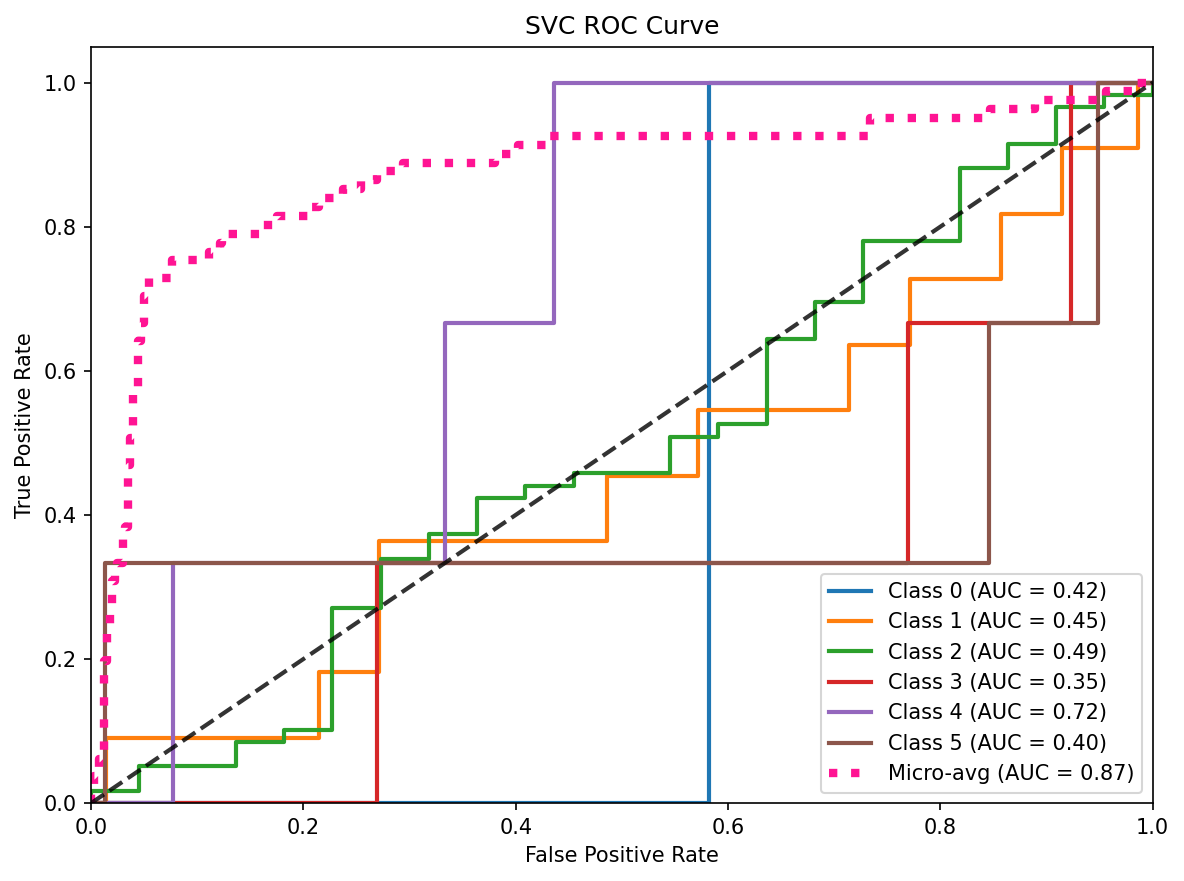 SVC ROC Curve
True Positive Rate
1.0
0.8
0.6
0.4
0.2
0.0
0.0 0.2 0.4 0.6 0.8 1.0
False Positive Rate
Class 0 (AUC = 0.42)
Class 1 (AUC = 0.45)
Class 2 (AUC = 0.49)
Class 3 (AUC = 0.35)
Class 4 (AUC = 0.72)
Class 5 (AUC = 0.40)
Micro-avg (AUC = 0.87)